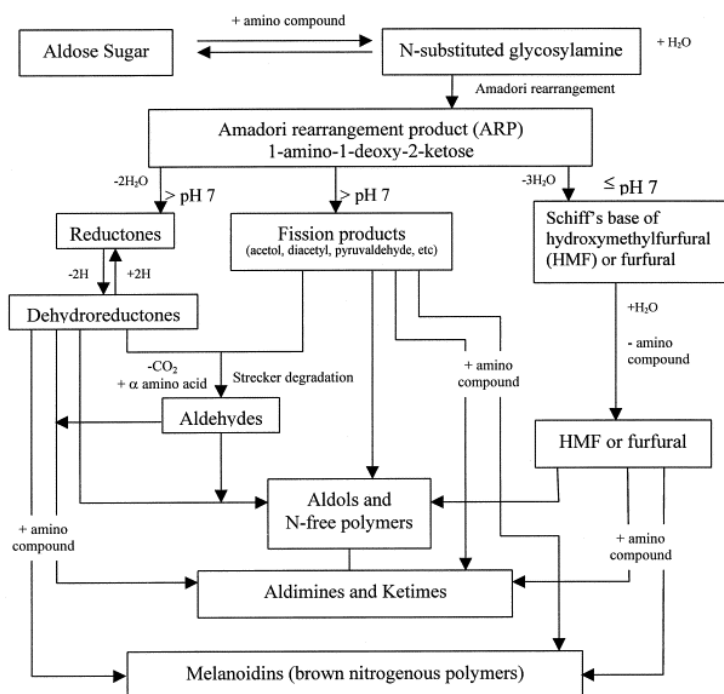 + amino compound
Aldose Sugar
N-substituted glycosylamine
+ H₂O
Amadori rearrangement
Amadori rearrangement product (ARP)
1-amino-1-deoxy-2-ketose
-2H₂O
> pH 7
> pH 7
-3H₂O
≤ pH 7
Reductones
Fission products
(acetol, diacetyl, pyruvaldehyde, etc)
Schiff's base of
hydroxymethylfurfural
(HMF) or furfural
-2H
+2H
Dehydroreductones
+H₂O
- amino
compound
-CO₂
+ α amino acid
Strecker degradation
+ amino
compound
Aldehydes
HMF or furfural
Aldols and
N-free polymers
+ amino
compound
+ amino
compound
Aldimines and Ketimes
Melanoidins (brown nitrogenous polymers)